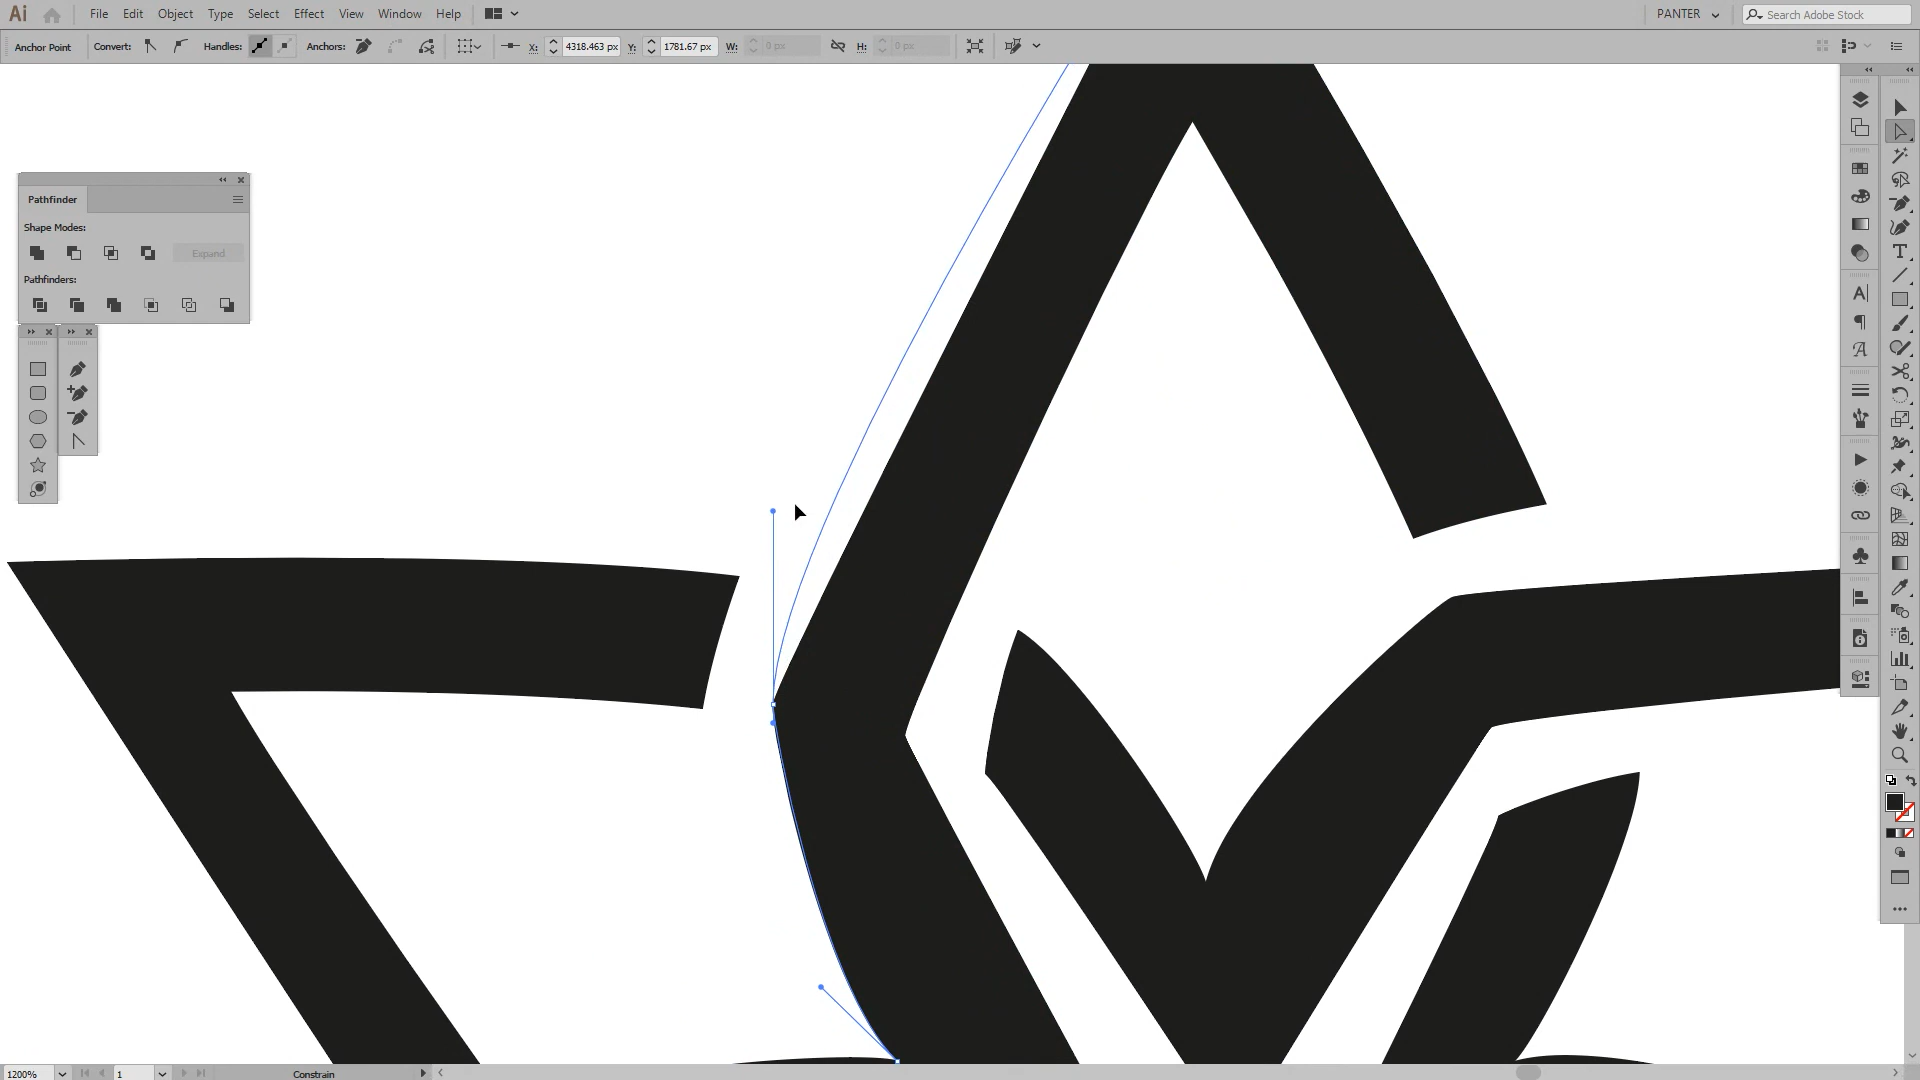 Ai File Edit Object Type Select Effect View Window Help PANTER Search Adobe Stock
Anchor Point Convert: Handles: Anchors: X: 4318.463 px Y: 1781.67 px W: 0 px H: 0 px
Pathfinder
Shape Modes:
Expand
Pathfinders:
1200% 1 Constrain